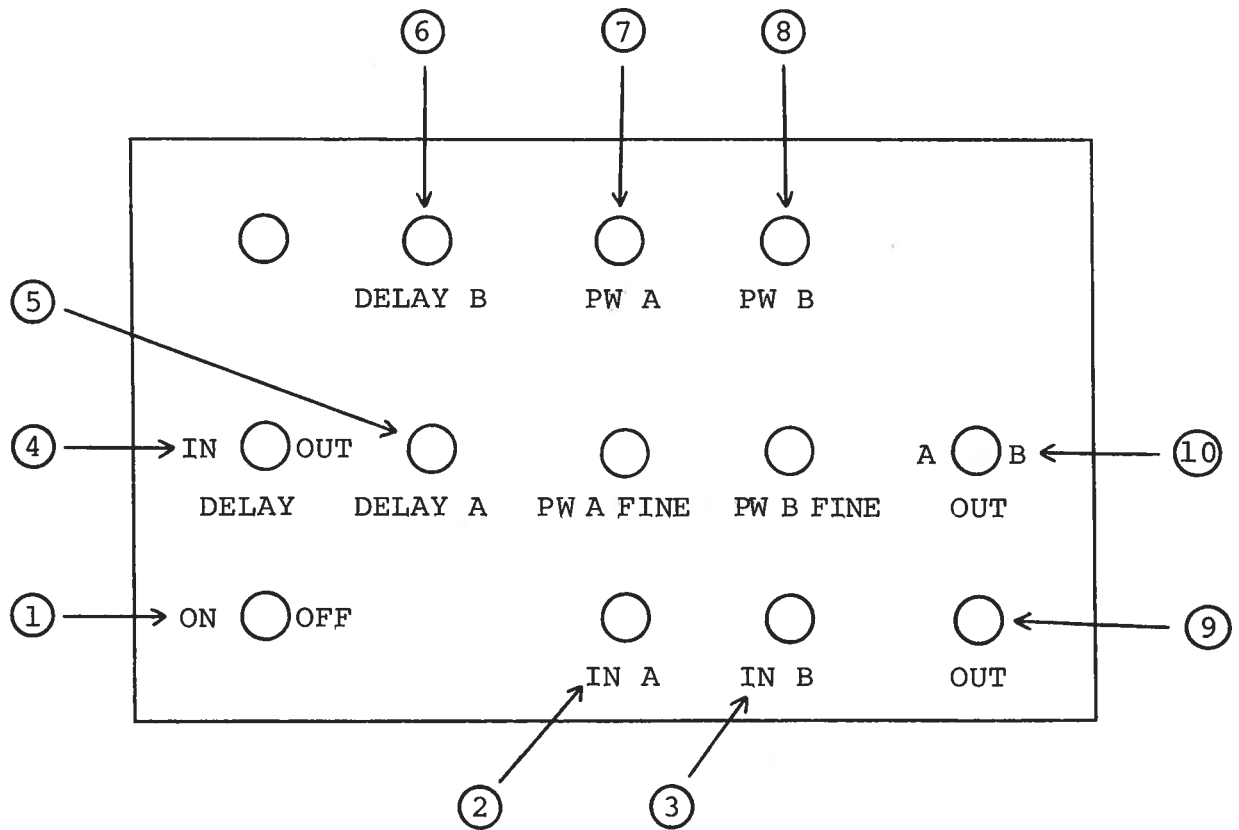 6 7 8
DELAY B PW A PW B
5
4 IN OUT A B 10
DELAY DELAY A PW A FINE PW B FINE OUT
1 ON OFF 9
IN A IN B OUT
2 3